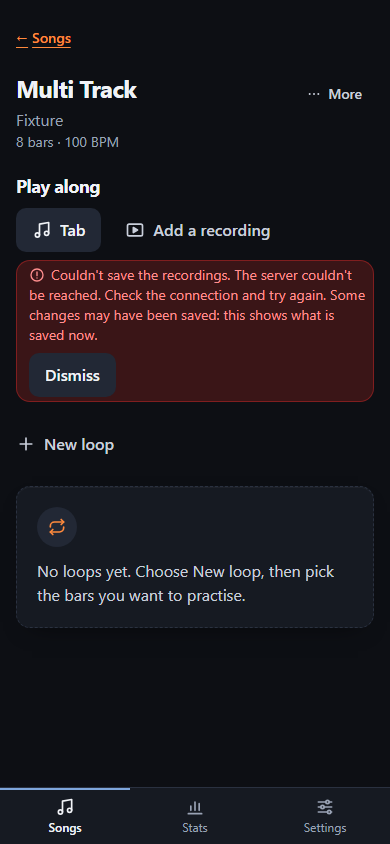 ← Songs
Multi Track
··· More
Fixture
8 bars · 100 BPM
Play along
Tab
Add a recording
Couldn't save the recordings. The server couldn't
be reached. Check the connection and try again. Some
changes may have been saved: this shows what is
saved now.
Dismiss
New loop
No loops yet. Choose New loop, then pick
the bars you want to practise.
Songs
Stats
Settings